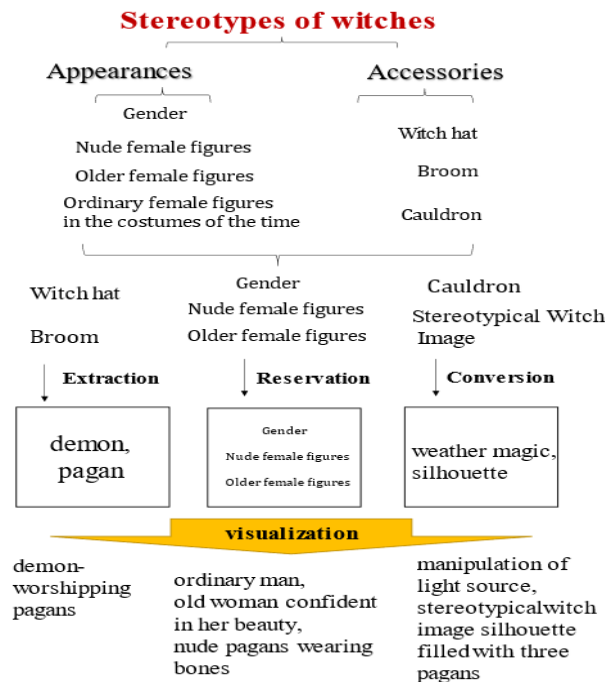 Stereotypes of witches
Appearances
Accessories
Gender
Nude female figures
Older female figures
Ordinary female figures
in the costumes of the time
Witch hat
Broom
Cauldron
Witch hat
Broom
Gender
Nude female figures
Older female figures
Cauldron
Stereotypical Witch
Image
Extraction
Reservation
Conversion
demon,
pagan
Gender
Nude female figures
Older female figures
weather magic,
silhouette
visualization
demon-
worshipping
pagans
ordinary man,
old woman confident
in her beauty,
nude pagans wearing
bones
manipulation of
light source,
stereotypicalwitch
image silhouette
filled with three
pagans